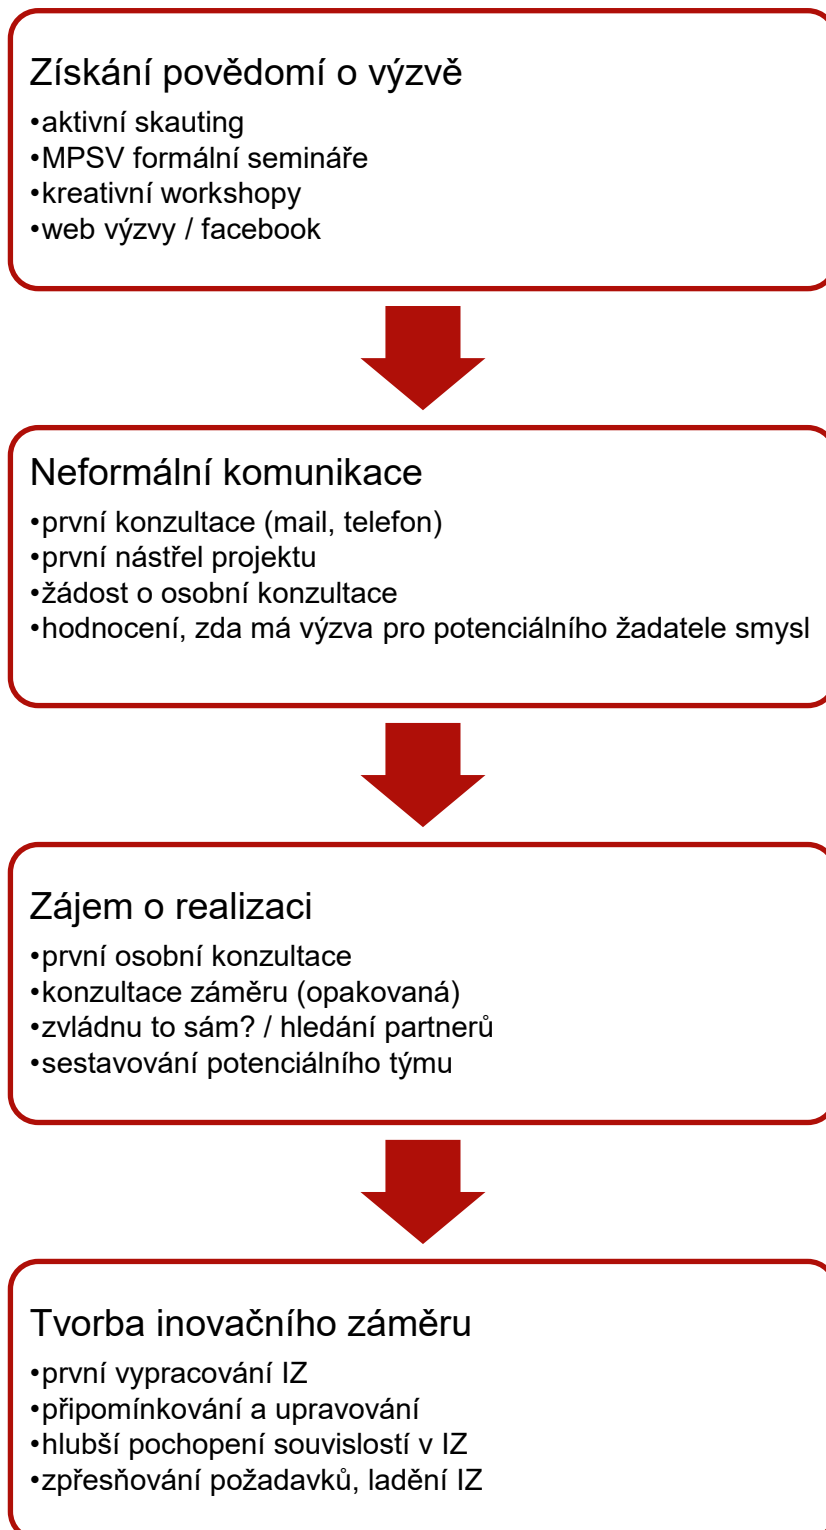 Získání povědomí o výzvě
•aktivní skauting
•MPSV formální semináře
•kreativní workshopy
•web výzvy / facebook
Neformální komunikace
•první konzultace (mail, telefon)
•první nástřel projektu
•žádost o osobní konzultace
•hodnocení, zda má výzva pro potenciálního žadatele smysl
Zájem o realizaci
•první osobní konzultace
•konzultace záměru (opakovaná)
•zvládnu to sám? / hledání partnerů
•sestavování potenciálního týmu
Tvorba inovačního záměru
•první vypracování IZ
•připomínkování a upravování
•hlubší pochopení souvislostí v IZ
•zpřesňování požadavků, ladění IZ